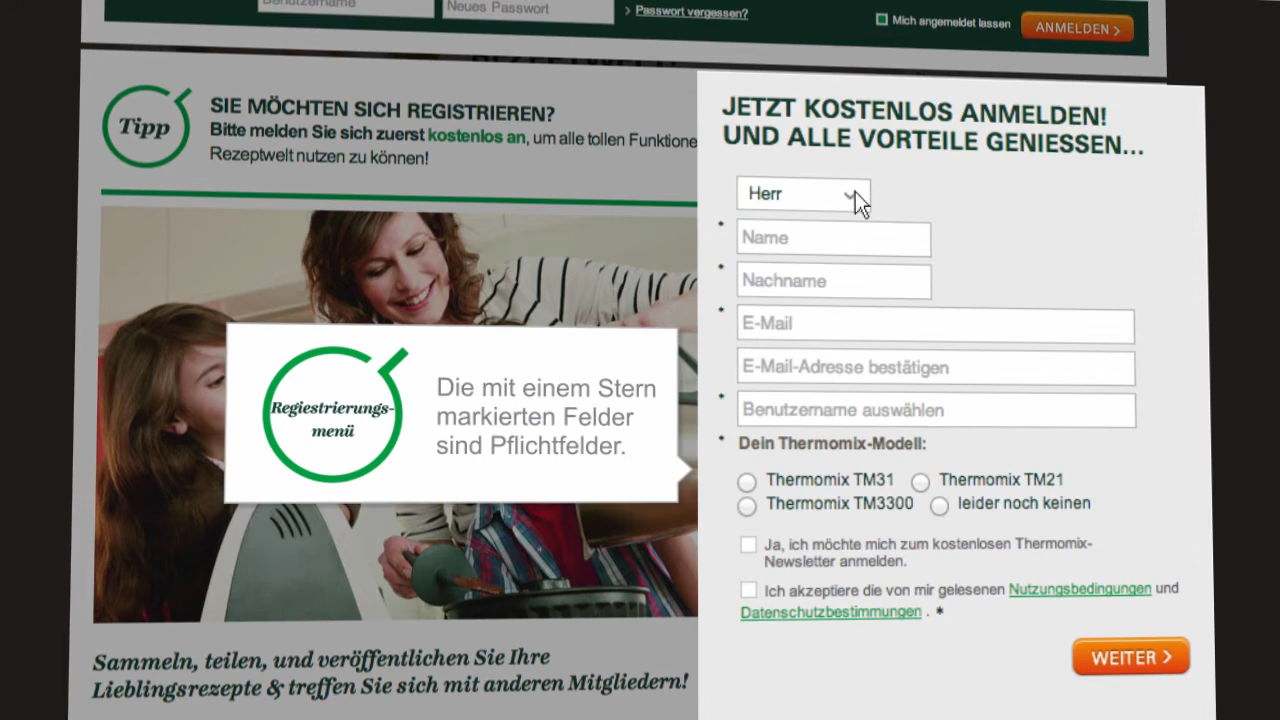 Benutzername
Neues Passwort
> Passwort vergessen?
Mich angemeldet lassen
ANMELDEN >
Tipp
SIE MÖCHTEN SICH REGISTRIEREN?
Bitte melden Sie sich zuerst kostenlos an, um alle tollen Funktione
Rezeptwelt nutzen zu können!
Regiestrierungs-
menü
Die mit einem Stern
markierten Felder
sind Pflichtfelder.
Sammeln, teilen, und veröffentlichen Sie Ihre
Lieblingsrezepte & treffen Sie sich mit anderen Mitgliedern!
JETZT KOSTENLOS ANMELDEN!
UND ALLE VORTEILE GENIESSEN...
Herr
* Name
* Nachname
* E-Mail
E-Mail-Adresse bestätigen
* Benutzername auswählen
* Dein Thermomix-Modell:
Thermomix TM31 Thermomix TM21
Thermomix TM3300 leider noch keinen
Ja, ich möchte mich zum kostenlosen Thermomix-
Newsletter anmelden.
Ich akzeptiere die von mir gelesenen Nutzungsbedingungen und
Datenschutzbestimmungen . *
WEITER >